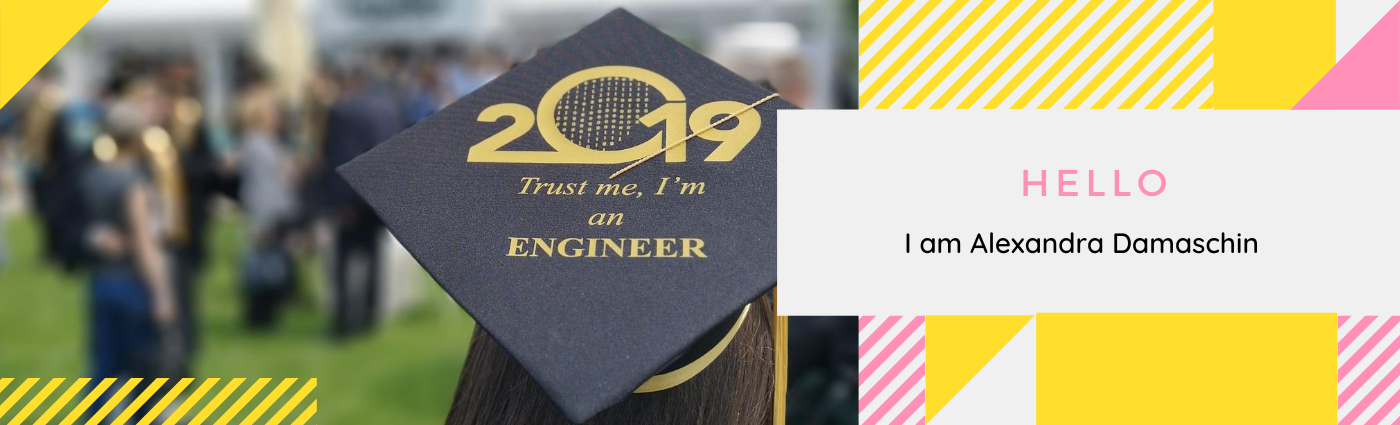 2019
Trust me, I'm
an
ENGINEER
HELLO
I am Alexandra Damaschin